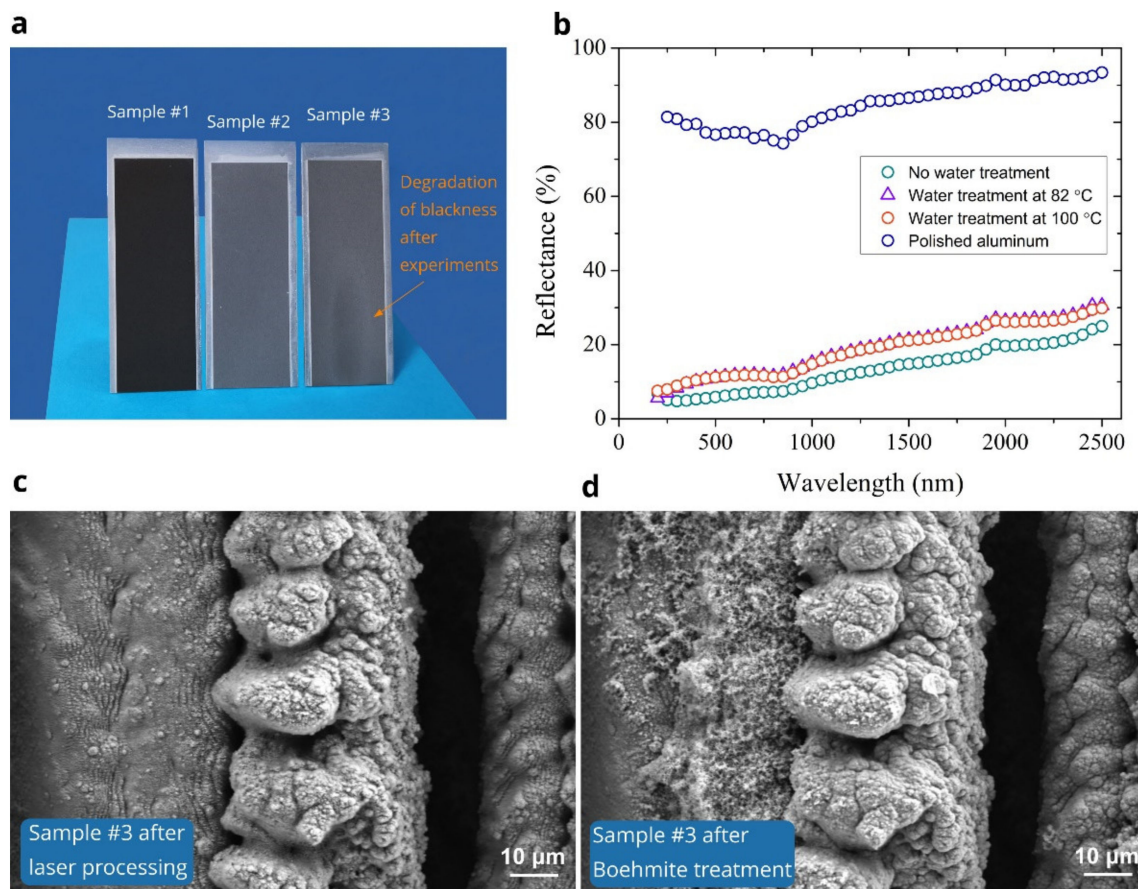 a
Sample #1
Sample #2
Sample #3
Degradation
of blackness
after
experiments
b
100
80
60
40
20
0
Reflectance (%)
No water treatment
Water treatment at 82 °C
Water treatment at 100 °C
Polished aluminum
0
500
1000
1500
2000
2500
Wavelength (nm)
c
Sample #3 after
laser processing
10 µm
d
Sample #3 after
Boehmite treatment
10 µm